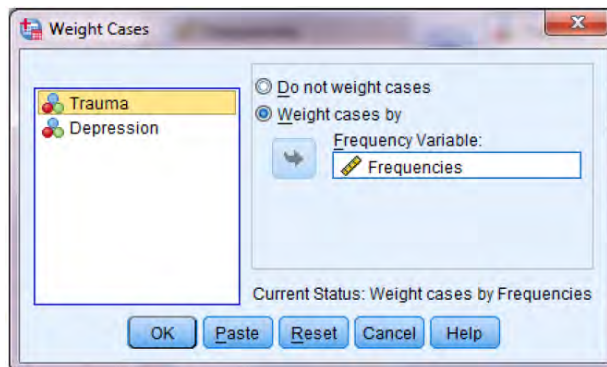 Weight Cases
Trauma
Depression
Do not weight cases
Weight cases by
Frequency Variable:
Frequencies
Current Status: Weight cases by Frequencies
OK Paste Reset Cancel Help